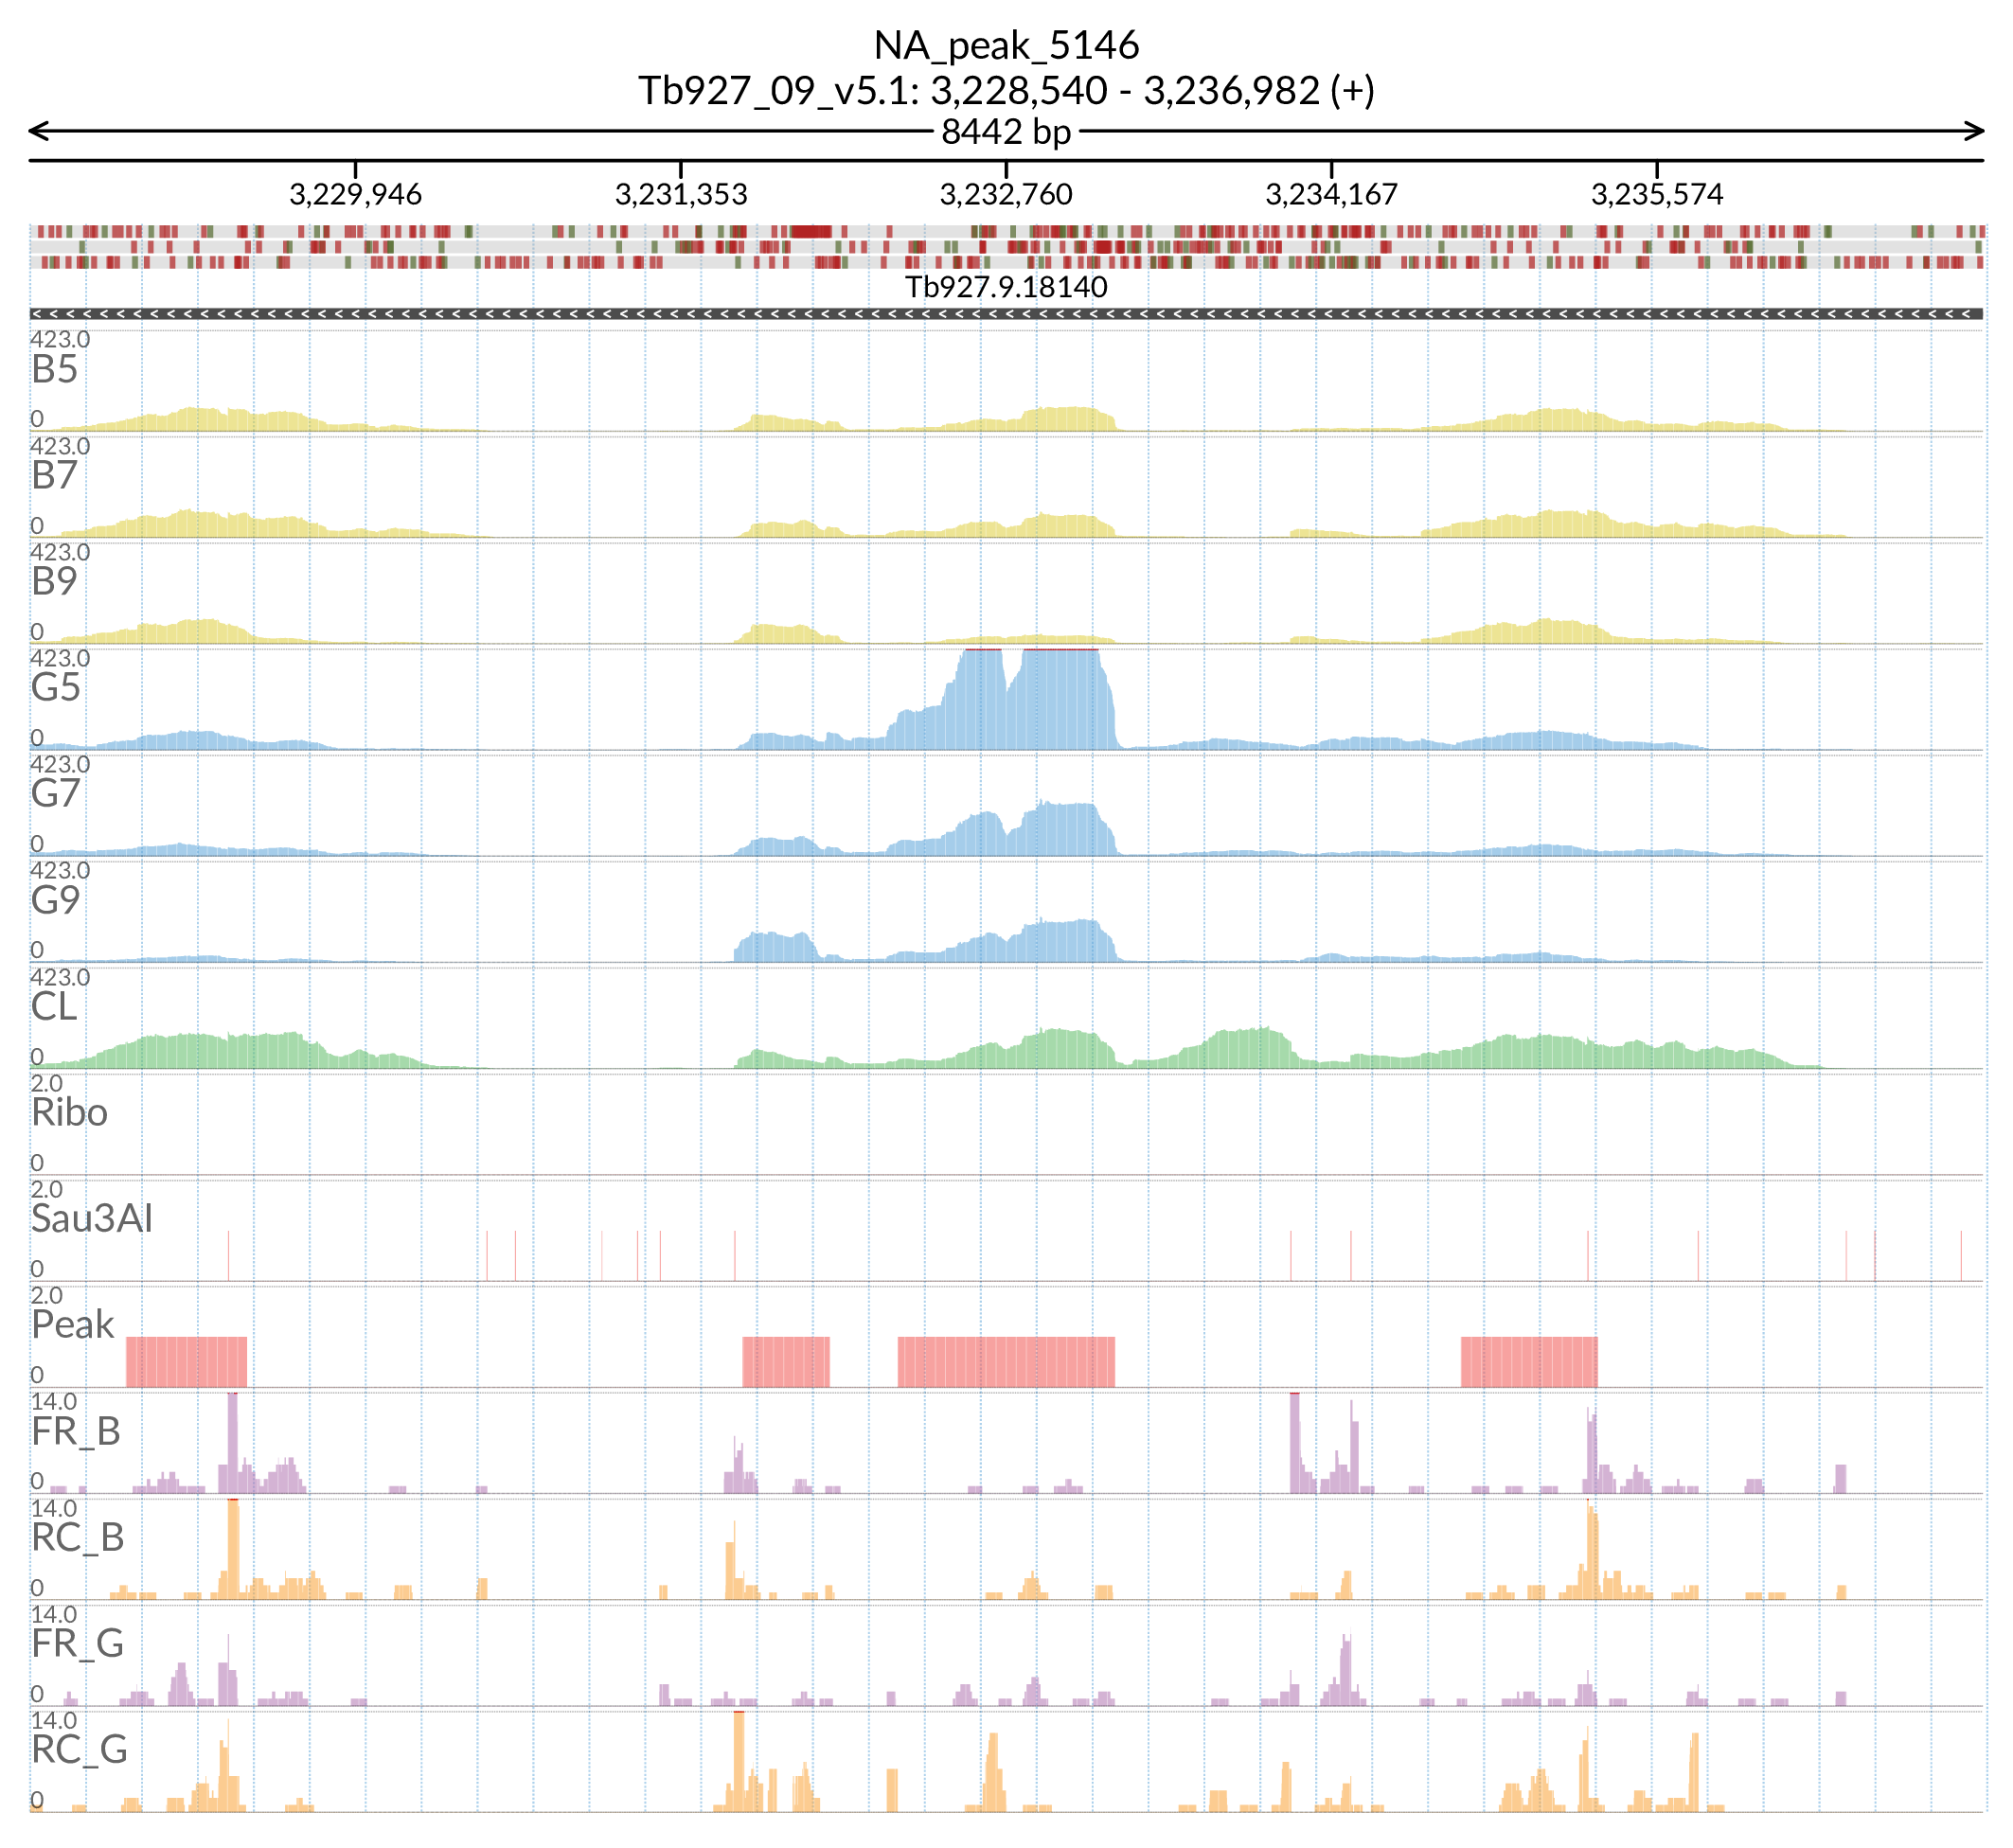 NA_peak_5146
Tb927_09_v5.1: 3,228,540 - 3,236,982 (+)
8442 bp
3,229,946 3,231,353 3,232,760 3,234,167 3,235,574
Tb927.9.18140
423.0
B5
0
423.0
B7
0
423.0
B9
0
423.0
G5
0
423.0
G7
0
423.0
G9
0
423.0
CL
0
2.0
Ribo
0
2.0
Sau3AI
0
2.0
Peak
0
14.0
FR_B
0
14.0
RC_B
0
14.0
FR_G
0
14.0
RC_G
0